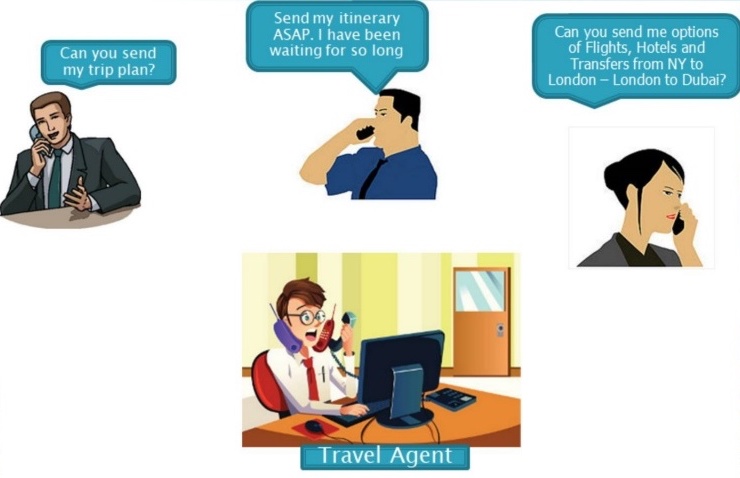 Can you send
my trip plan?
Send my itinerary
ASAP. I have been
waiting for so long
Can you send me options
of Flights, Hotels and
Transfers from NY to
London – London to Dubai?
Travel Agent